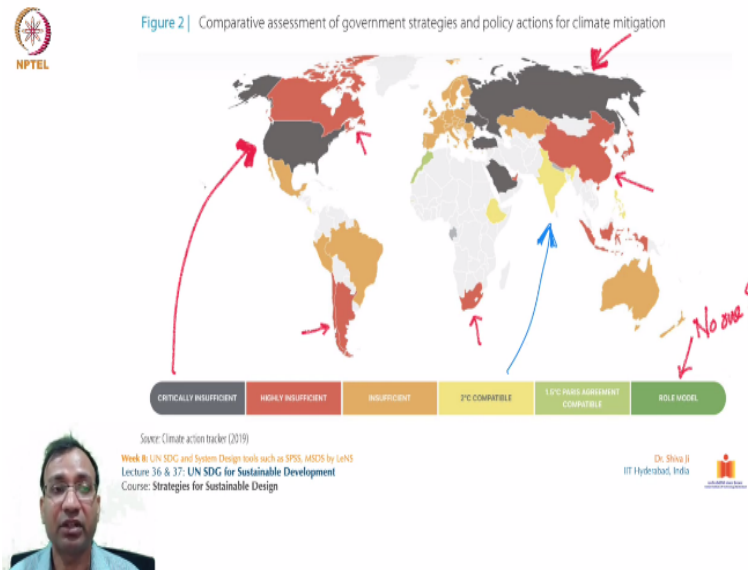 Figure 2 | Comparative assessment of government strategies and policy actions for climate mitigation
NPTEL
No one
CRITICALLY INSUFFICIENT
HIGHLY INSUFFICIENT
INSUFFICIENT
2°C COMPATIBLE
1.5°C PARIS AGREEMENT
COMPATIBLE
ROLE MODEL
Source: Climate action tracker (2019)
Week 8: UN SDG and System Design tools such as SPSS, MSDS by LeNS
Lecture 36 & 37: UN SDG for Sustainable Development
Course: Strategies for Sustainable Design
Dr. Shiva Ji
IIT Hyderabad, India